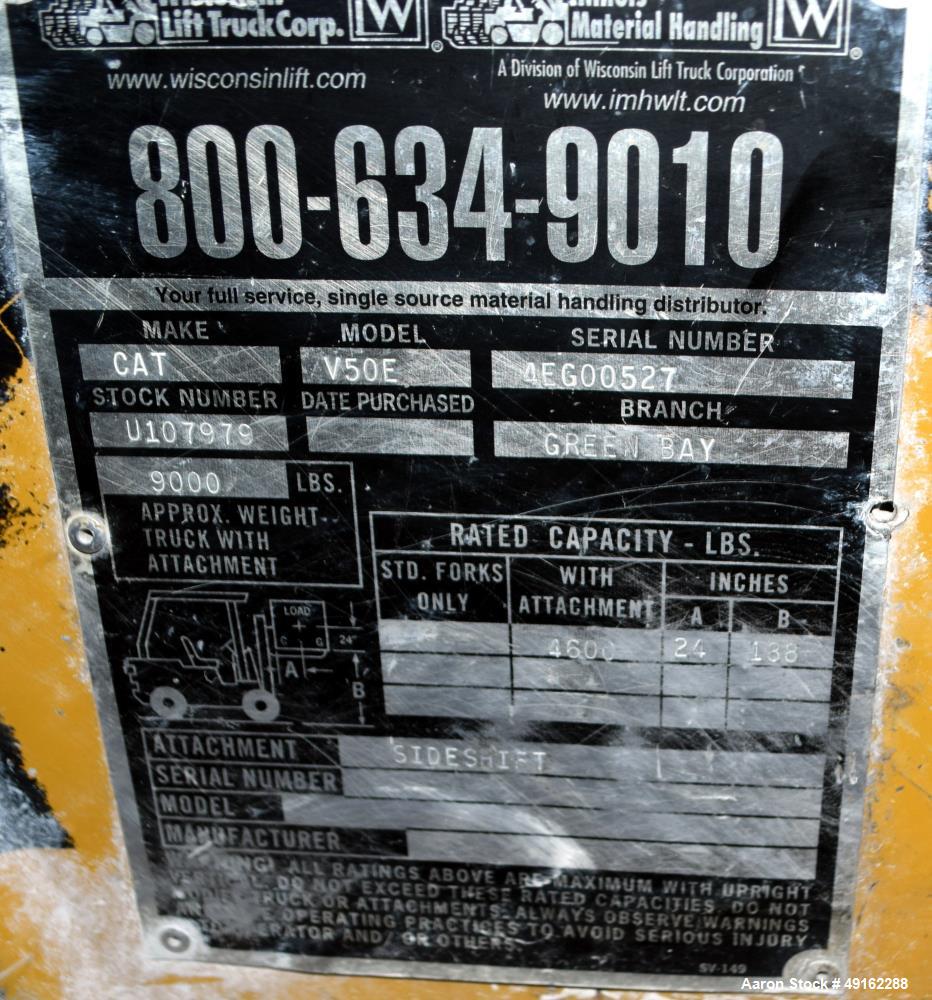 Lift Truck Corp. W ®
Material Handling W ®
www.wisconsinlift.com
A Division of Wisconsin Lift Truck Corporation
www.imhwlt.com
800-634-9010
Your full service, single source material handling distributor.
MAKE MODEL SERIAL NUMBER
CAT V50E 4EG00527
STOCK NUMBER DATE PURCHASED BRANCH
U107979 GREEN BAY
9000 LBS.
APPROX. WEIGHT
TRUCK WITH
ATTACHMENT
RATED CAPACITY - LBS.
STD. FORKS ONLY WITH ATTACHMENT INCHES
A B
4600 24 138
LOAD
C G 24"
A
B
ATTACHMENT SIDESHIFT
SERIAL NUMBER
MODEL
MANUFACTURER
WARNING! ALL RATINGS ABOVE ARE MAXIMUM WITH UPRIGHT
VERTICAL. DO NOT EXCEED THESE RATED CAPACITIES. DO NOT
TRUCK OR ATTACHMENTS. ALWAYS OBSERVE WARNINGS
OPERATING PRACTICES TO AVOID SERIOUS INJURY
AND/OR OTHERS.
SV-149
Aaron Stock # 49162288